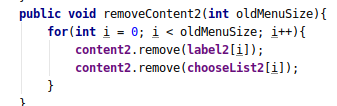 public void removeContent2(int oldMenuSize){
for(int i = 0; i < oldMenuSize; i++){
content2.remove(label2[i]);
content2.remove(chooseList2[i]);
}
}